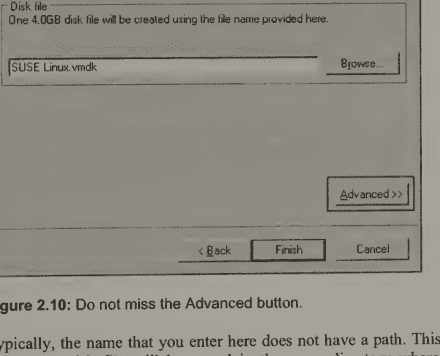 Disk file
One 4.0GB disk file will be created using the file name provided here.
SUSE Linux.vmdk
Browse...
Advanced >>
< Back
Finish
Cancel
gure 2.10: Do not miss the Advanced button.
ypically, the name that you enter here does not have a path. This